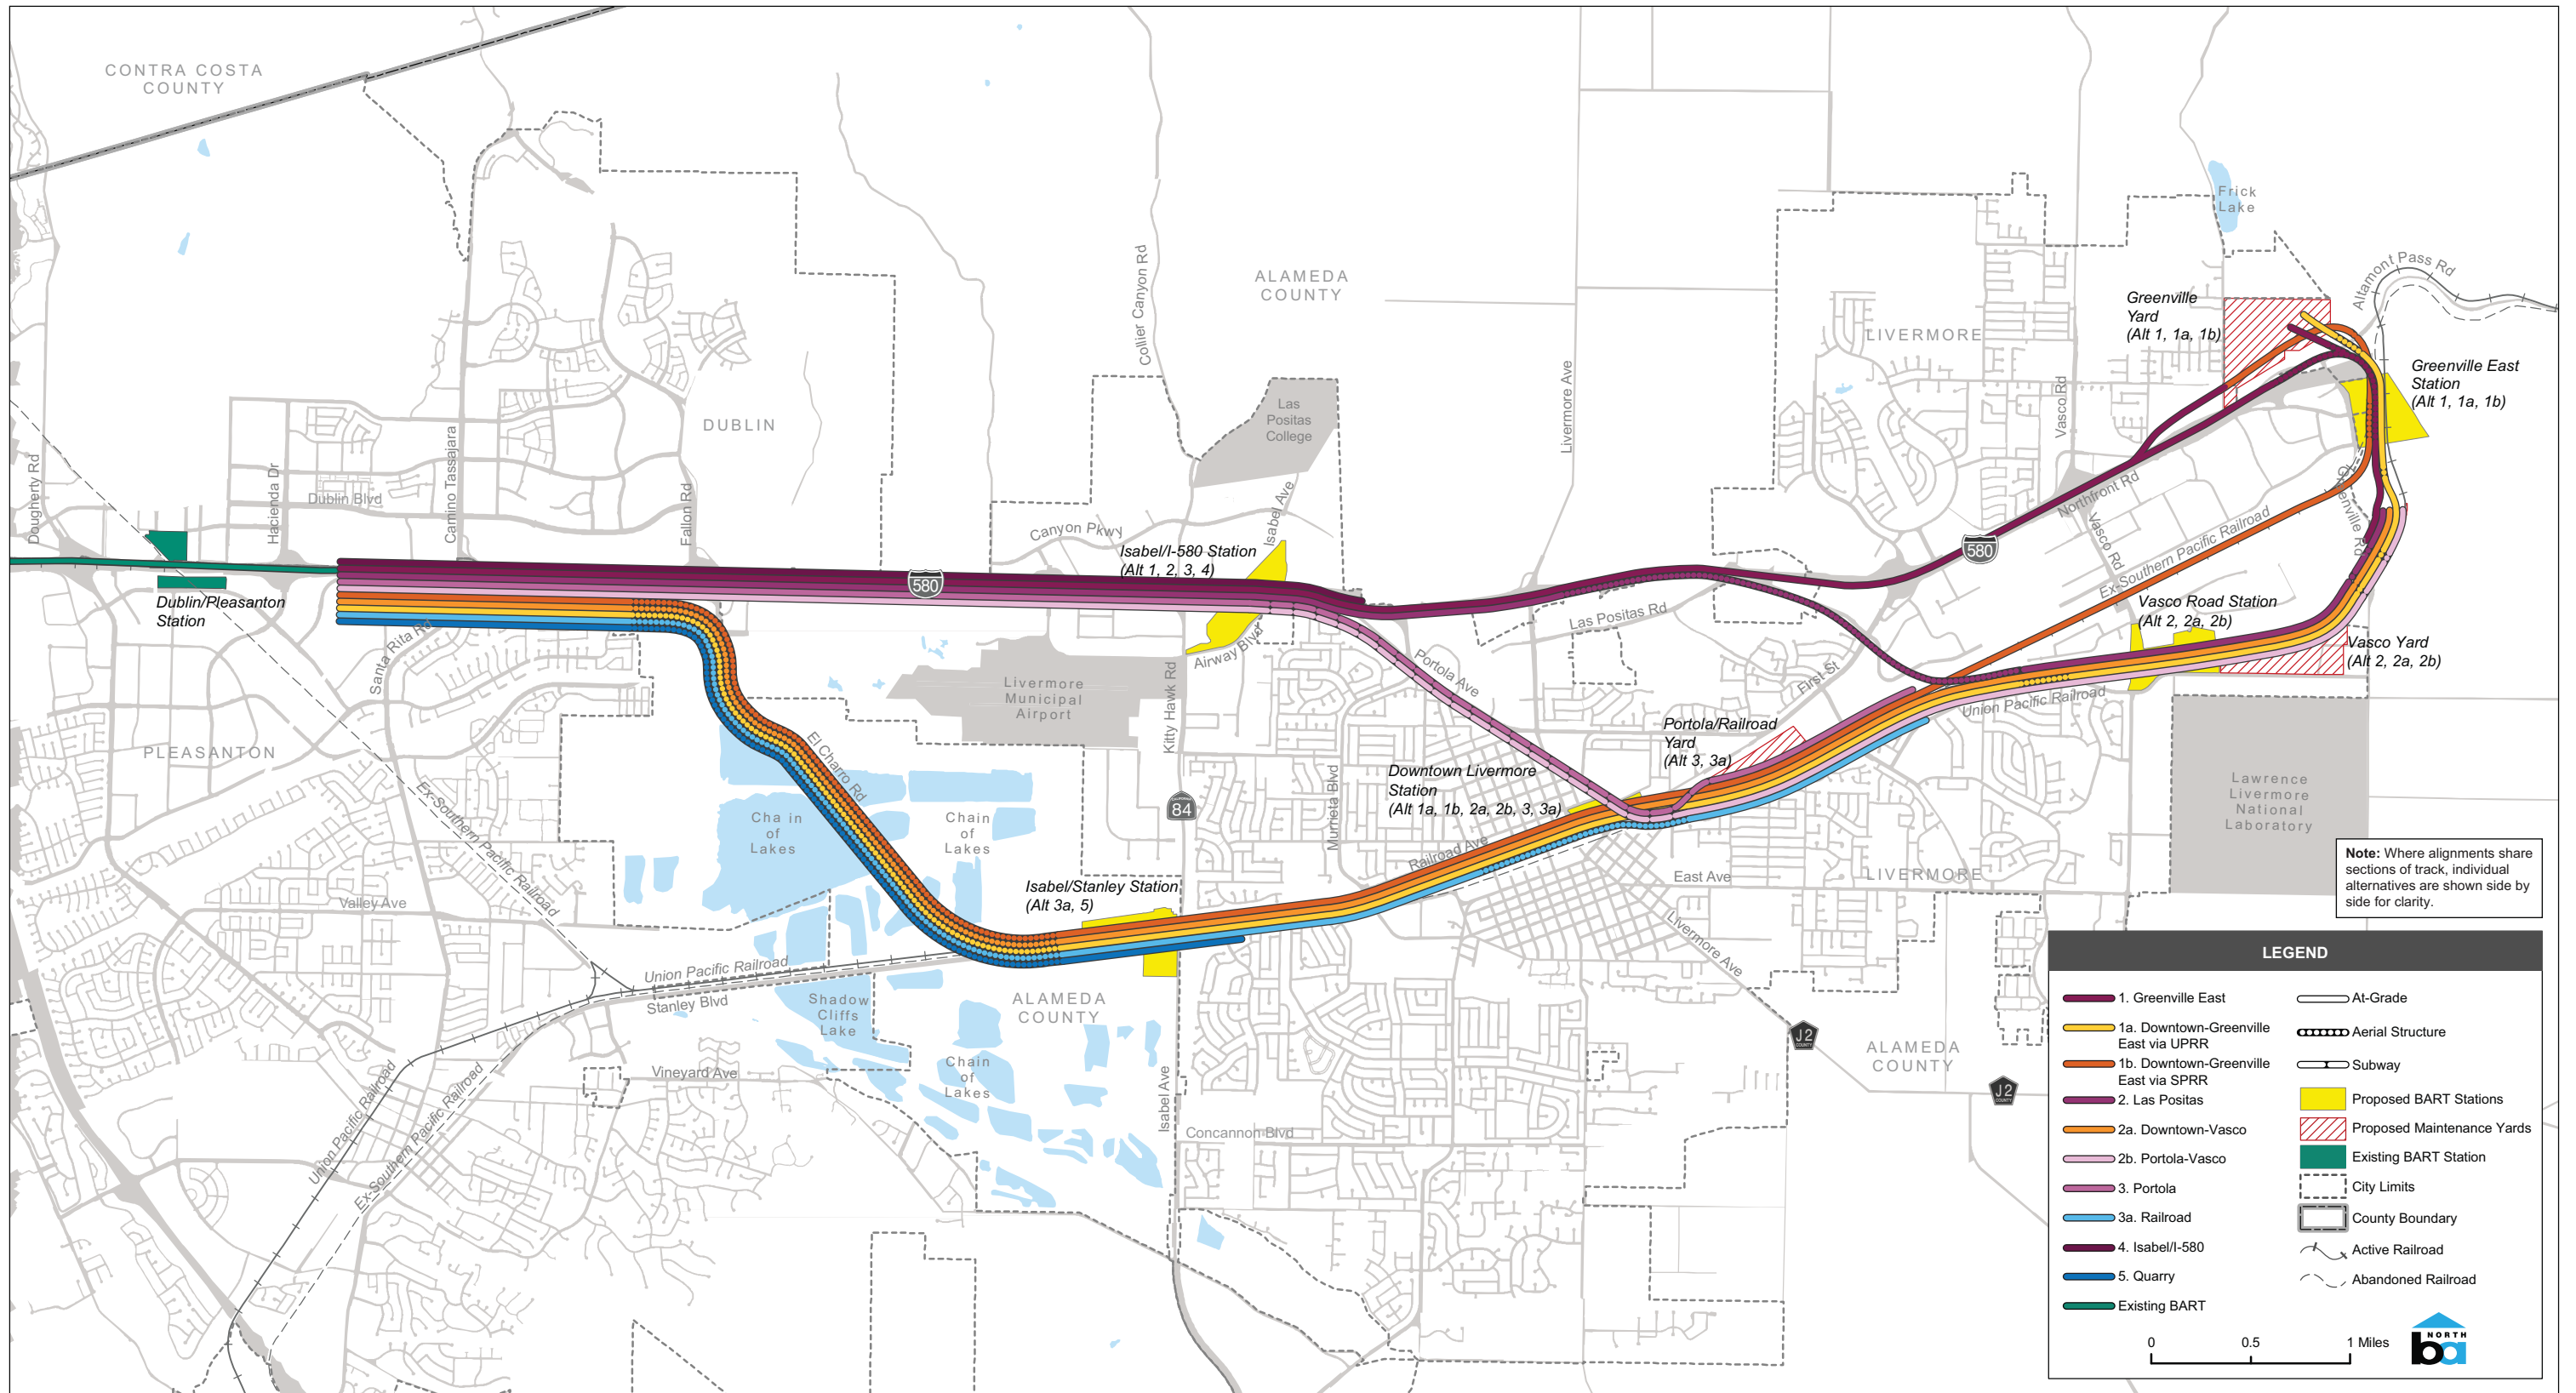 CONTRA COSTA
COUNTY
Dougherty Rd
Hacienda Dr
Camino Tassajara
Dublin Blvd
DUBLIN
Fallon Rd
Dublin/Pleasanton
Station
Santa Rita Rd
PLEASANTON
Ex-Southern Pacific Railroad
Valley Ave
Union Pacific Railroad
Stanley Blvd
Vineyard Ave
Union Pacific Railroad
Ex-Southern Pacific Railroad
580
El Charro Rd
Chain
of
Lakes
Chain
of
Lakes
Shadow
Cliffs
Lake
ALAMEDA
COUNTY
Chain
of
Lakes
Collier Canyon Rd
ALAMEDA
COUNTY
Las
Positas
College
Isabel Ave
Canyon Pkwy
Isabel/I-580 Station
(Alt 1, 2, 3, 4)
Airway Blvd
Livermore
Municipal
Airport
Kitty Hawk Rd
84
Isabel/Stanley Station
(Alt 3a, 5)
Isabel Ave
Concannon Blvd
Murrieta Blvd
Portola Ave
Livermore Ave
Las Positas Rd
First St
Downtown Livermore
Station
(Alt 1a, 1b, 2a, 2b, 3, 3a)
Portola/Railroad
Yard
(Alt 3, 3a)
Railroad Ave
East Ave
Livermore Ave
J2
COUNTY
ALAMEDA
COUNTY
J2
COUNTY
LIVERMORE
LIVERMORE
580
Vasco Rd
Northfront Rd
Vasco Rd
Ex-Southern Pacific Railroad
Union Pacific Railroad
Frick
Lake
Altamont Pass Rd
Greenville
Yard
(Alt 1, 1a, 1b)
Greenville East
Station
(Alt 1, 1a, 1b)
Greenville Rd
Vasco Road Station
(Alt 2, 2a, 2b)
Vasco Yard
(Alt 2, 2a, 2b)
Lawrence
Livermore
National
Laboratory
Note: Where alignments share
sections of track, individual
alternatives are shown side by
side for clarity.
LEGEND
1. Greenville East
1a. Downtown-Greenville
East via UPRR
1b. Downtown-Greenville
East via SPRR
2. Las Positas
2a. Downtown-Vasco
2b. Portola-Vasco
3. Portola
3a. Railroad
4. Isabel/I-580
5. Quarry
Existing BART
At-Grade
Aerial Structure
Subway
Proposed BART Stations
Proposed Maintenance Yards
Existing BART Station
City Limits
County Boundary
Active Railroad
Abandoned Railroad
0 0.5 1 Miles
NORTH
ba